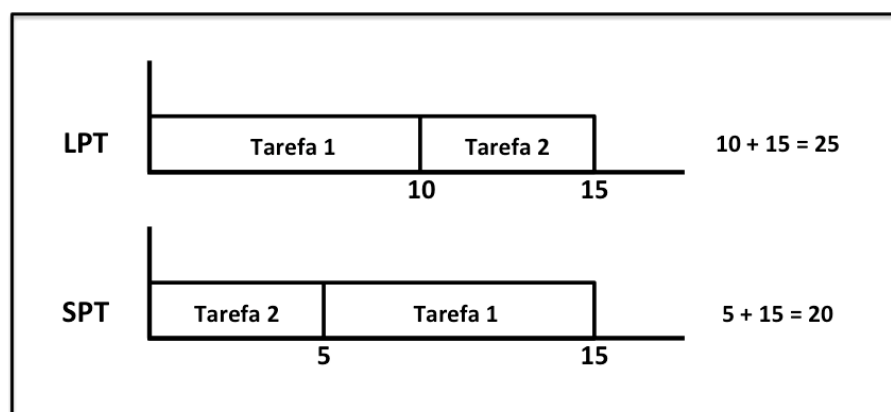 LPT
Tarefa 1
Tarefa 2
10 + 15 = 25
10
15
SPT
Tarefa 2
Tarefa 1
5 + 15 = 20
5
15